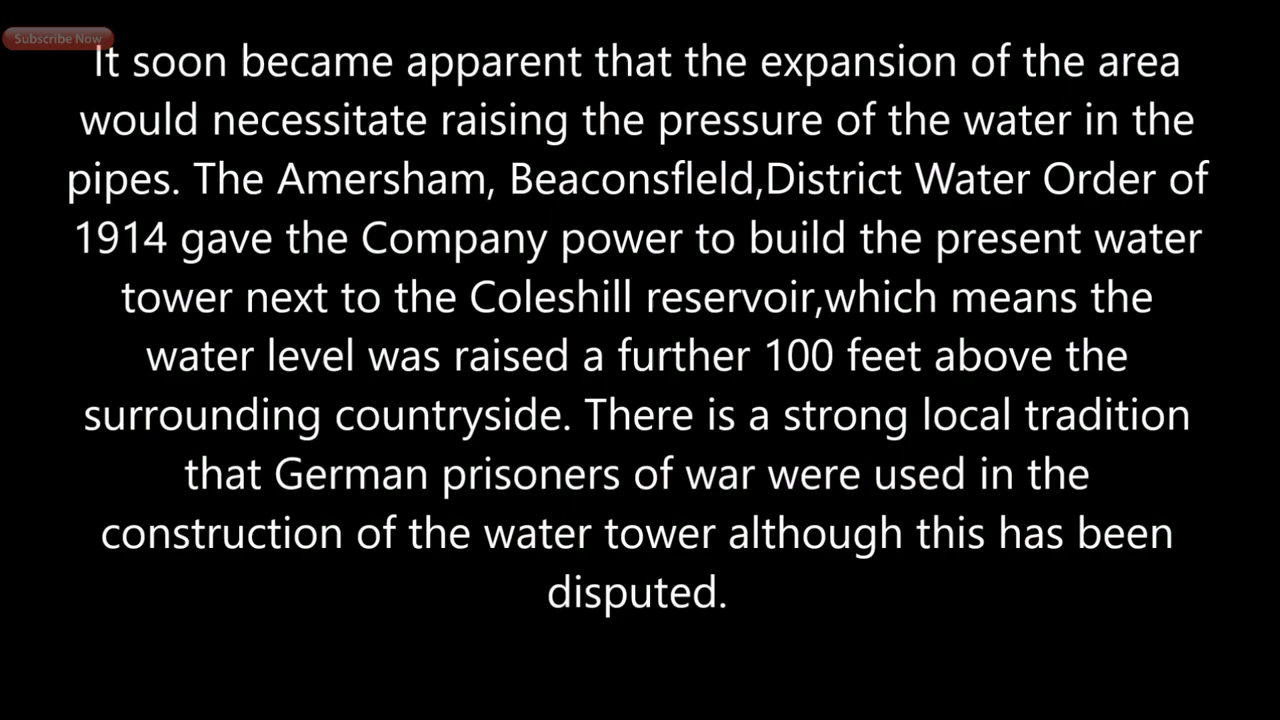 Subscribe Now
It soon became apparent that the expansion of the area
would necessitate raising the pressure of the water in the
pipes. The Amersham, Beaconsfleld,District Water Order of
1914 gave the Company power to build the present water
tower next to the Coleshill reservoir,which means the
water level was raised a further 100 feet above the
surrounding countryside. There is a strong local tradition
that German prisoners of war were used in the
construction of the water tower although this has been
disputed.